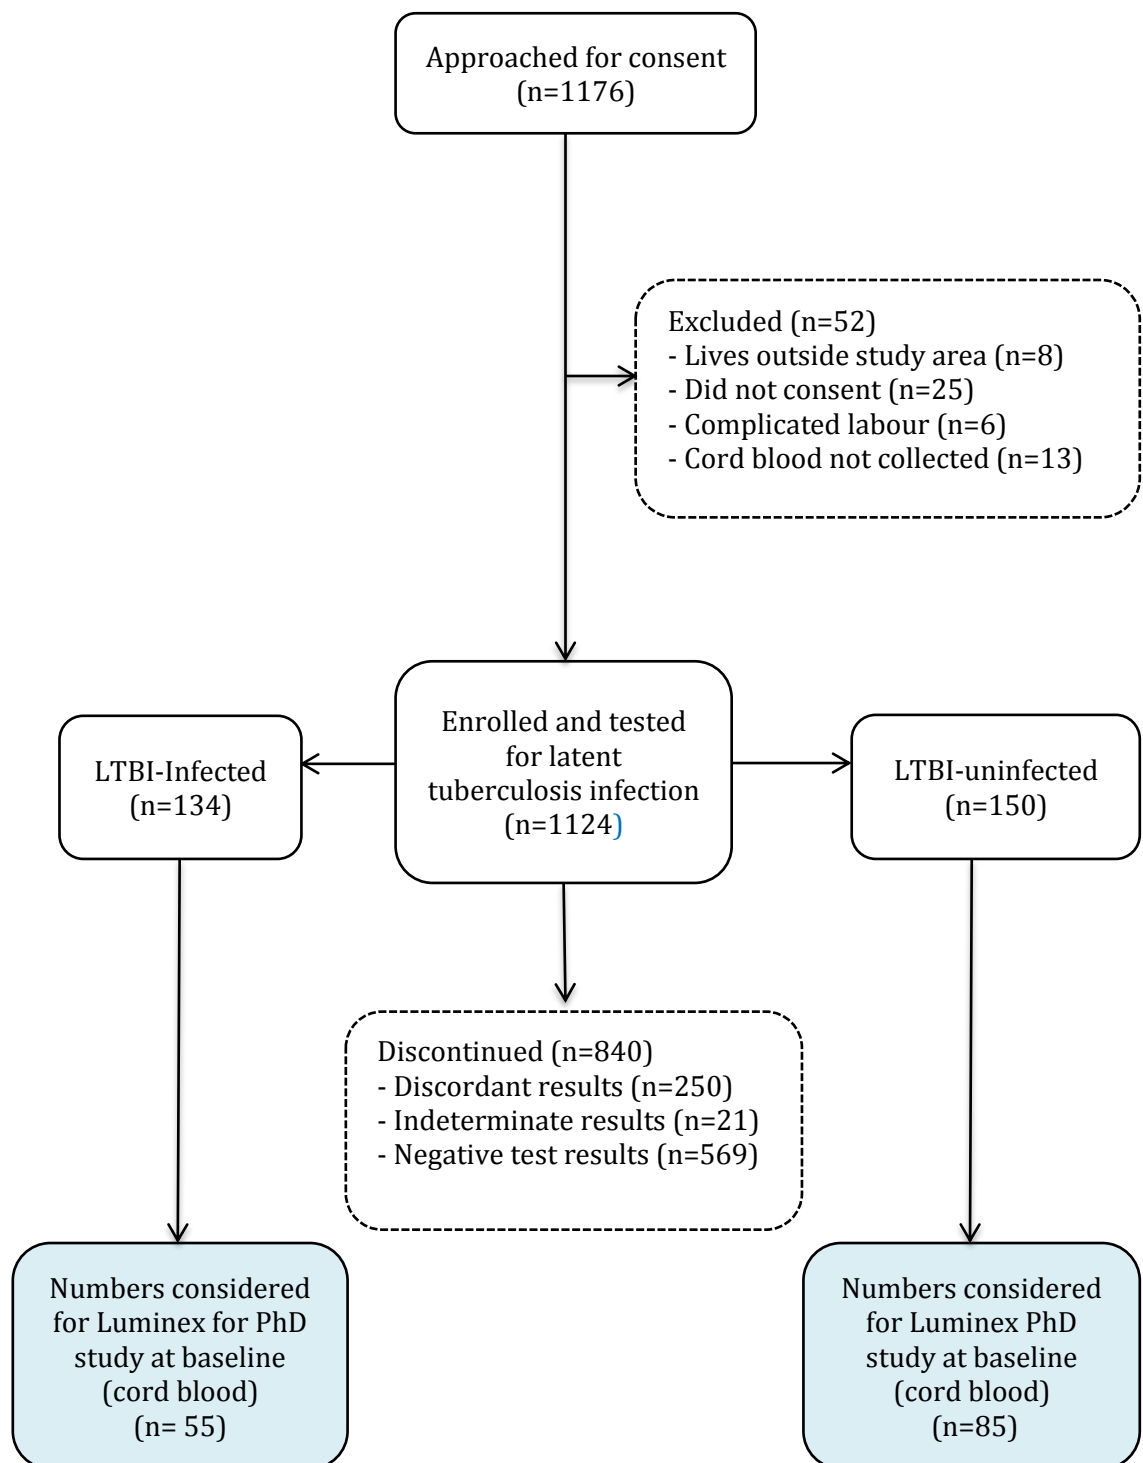 Approached for consent
(n=1176)
Excluded (n=52)
- Lives outside study area (n=8)
- Did not consent (n=25)
- Complicated labour (n=6)
- Cord blood not collected (n=13)
Enrolled and tested
for latent
tuberculosis infection
(n=1124)
LTBI-Infected
(n=134)
LTBI-uninfected
(n=150)
Discontinued (n=840)
- Discordant results (n=250)
- Indeterminate results (n=21)
- Negative test results (n=569)
Numbers considered
for Luminex for PhD
study at baseline
(cord blood)
(n= 55)
Numbers considered
for Luminex PhD
study at baseline
(cord blood)
(n=85)